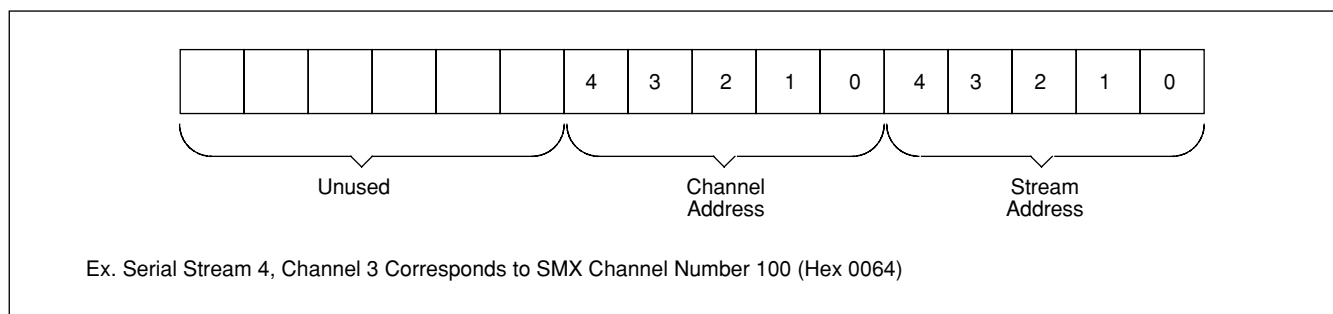 4 3 2 1 0 4 3 2 1 0
Unused
Channel
Address
Stream
Address
Ex. Serial Stream 4, Channel 3 Corresponds to SMX Channel Number 100 (Hex 0064)